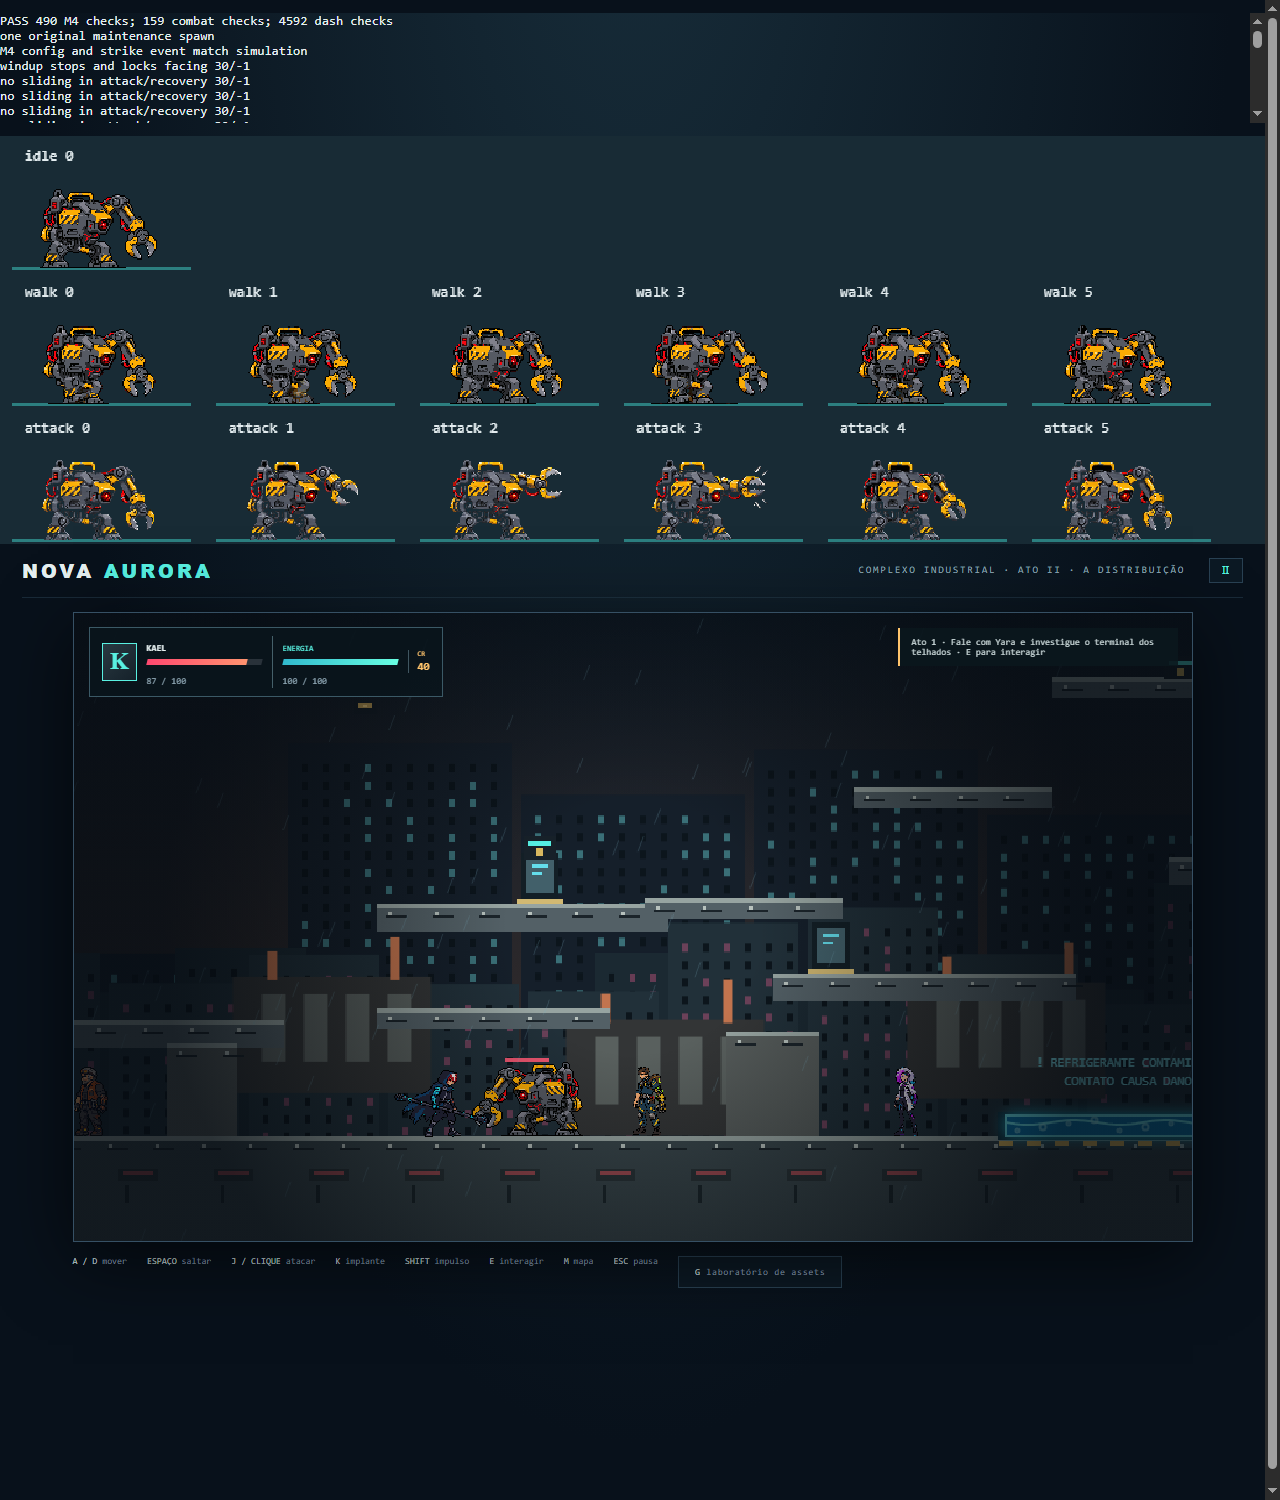 PASS 490 M4 checks; 159 combat checks; 4592 dash checks
one original maintenance spawn
M4 config and strike event match simulation
windup stops and locks facing 30/-1
no sliding in attack/recovery 30/-1
no sliding in attack/recovery 30/-1
no sliding in attack/recovery 30/-1
idle 0
walk 0 walk 1 walk 2 walk 3 walk 4 walk 5
attack 0 attack 1 attack 2 attack 3 attack 4 attack 5
NOVA AURORA
COMPLEXO INDUSTRIAL · ATO II · A DISTRIBUIÇÃO
II
K
KAEL
87 / 100
ENERGIA
100 / 100
CR
40
Ato 1 · Fale com Yara e investigue o terminal dos
telhados · E para interagir
! REFRIGERANTE CONTAMI
CONTATO CAUSA DANO
A / D mover ESPAÇO saltar J / CLIQUE atacar K implante SHIFT impulso E interagir M mapa ESC pausa
G laboratório de assets